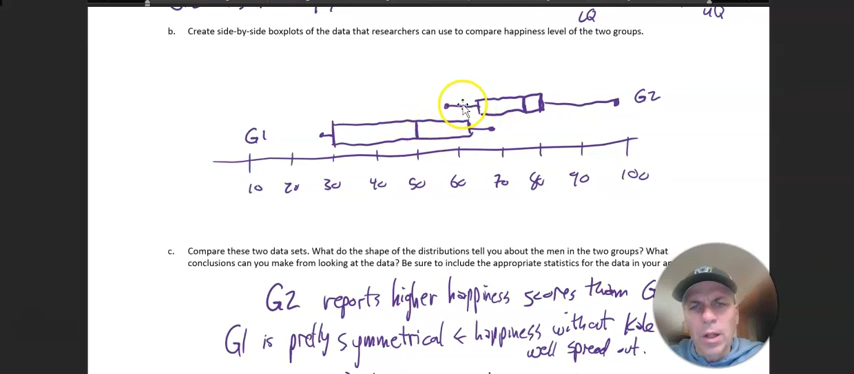 LQ
UQ
b. Create side-by-side boxplots of the data that researchers can use to compare happiness level of the two groups.
G2
G1
10 20 30 40 50 60 70 80 90 100
c. Compare these two data sets. What do the shape of the distributions tell you about the men in the two groups? What
conclusions can you make from looking at the data? Be sure to include the appropriate statistics for the data in your
G2 reports higher happiness scores than
G1 is pretty symmetrical < happiness without Kale
well spread out.